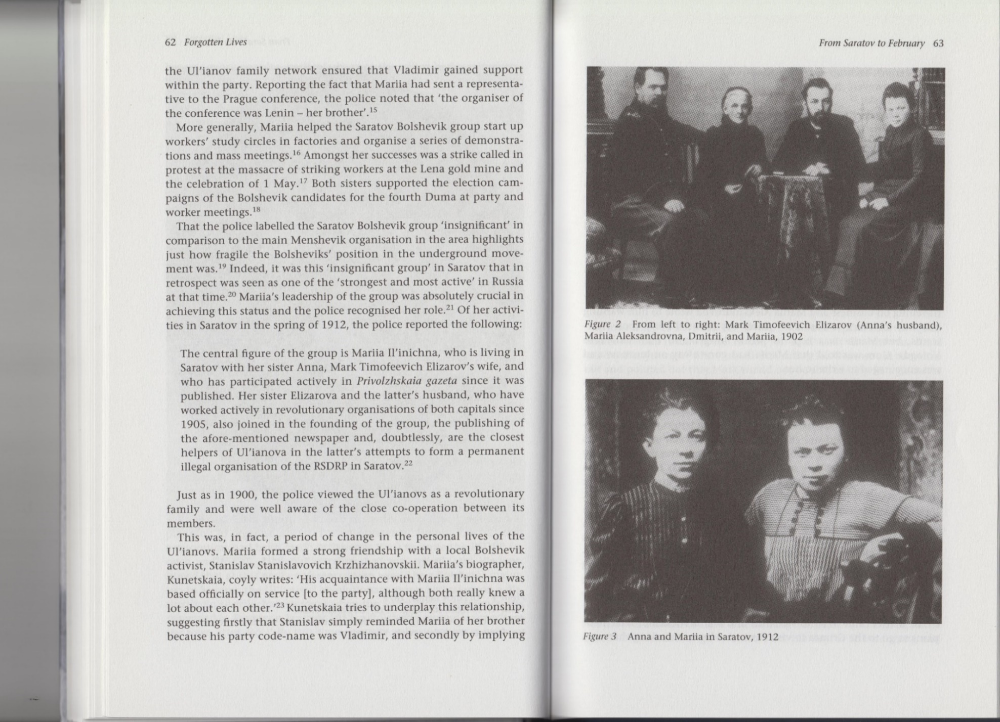 62 Forgotten Lives
the Ul'ianov family network ensured that Vladimir gained support
within the party. Reporting the fact that Mariia had sent a representa-
tive to the Prague conference, the police noted that 'the organiser of
the conference was Lenin – her brother'.15
More generally, Mariia helped the Saratov Bolshevik group start up
workers' study circles in factories and organise a series of demonstra-
tions and mass meetings.16 Amongst her successes was a strike called in
protest at the massacre of striking workers at the Lena gold mine and
the celebration of 1 May.17 Both sisters supported the election cam-
paigns of the Bolshevik candidates for the fourth Duma at party and
worker meetings.18
That the police labelled the Saratov Bolshevik group 'insignificant' in
comparison to the main Menshevik organisation in the area highlights
just how fragile the Bolsheviks' position in the underground move-
ment was.19 Indeed, it was this 'insignificant group' in Saratov that in
retrospect was seen as one of the 'strongest and most active' in Russia
at that time.20 Mariia's leadership of the group was absolutely crucial in
achieving this status and the police recognised her role.21 Of her activi-
ties in Saratov in the spring of 1912, the police reported the following:
The central figure of the group is Mariia Il'inichna, who is living in
Saratov with her sister Anna, Mark Timofeevich Elizarov's wife, and
who has participated actively in Privolzhskaia gazeta since it was
published. Her sister Elizarova and the latter's husband, who have
worked actively in revolutionary organisations of both capitals since
1905, also joined in the founding of the group, the publishing of
the afore-mentioned newspaper and, doubtlessly, are the closest
helpers of Ul'ianova in the latter's attempts to form a permanent
illegal organisation of the RSDRP in Saratov.22
Just as in 1900, the police viewed the Ul'ianovs as a revolutionary
family and were well aware of the close co-operation between its
members.
This was, in fact, a period of change in the personal lives of the
Ul'ianovs. Mariia formed a strong friendship with a local Bolshevik
activist, Stanislav Stanislavovich Krzhizhanovskii. Mariia's biographer,
Kunetskaia, coyly writes: 'His acquaintance with Mariia Il'inichna was
based officially on service [to the party], although both really knew a
lot about each other.'23 Kunetskaia tries to underplay this relationship,
suggesting firstly that Stanislav simply reminded Mariia of her brother
because his party code-name was Vladimir, and secondly by implying
From Saratov to February 63
Figure 2 From left to right: Mark Timofeevich Elizarov (Anna's husband),
Mariia Aleksandrovna, Dmitrii, and Mariia, 1902
Figure 3 Anna and Mariia in Saratov, 1912